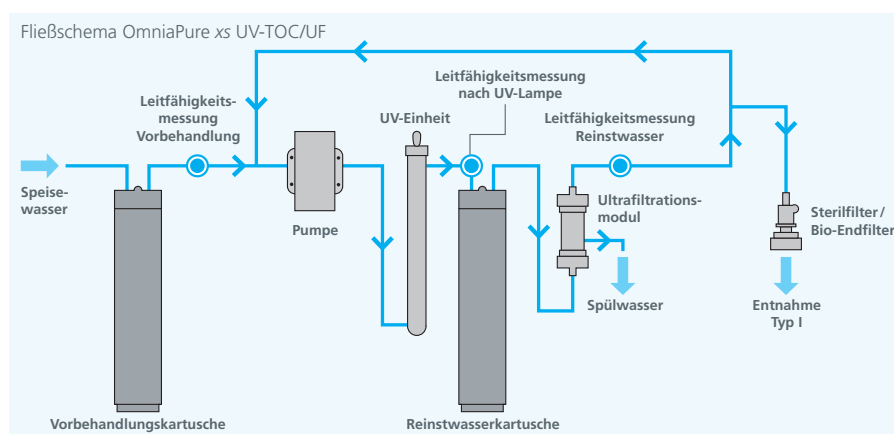 Fließschema OmniaPure xs UV-TOC/UF
Leitfähigkeitsmessung
nach UV-Lampe
Leitfähigkeits-
messung
Vorbehandlung
UV-Einheit
Leitfähigkeitsmessung
Reinstwasser
Speise-
wasser
Pumpe
Ultrafiltrations-
modul
Sterilfilter/
Bio-Endfilter
Spülwasser
Entnahme
Typ I
Vorbehandlungskartusche
Reinstwasserkartusche